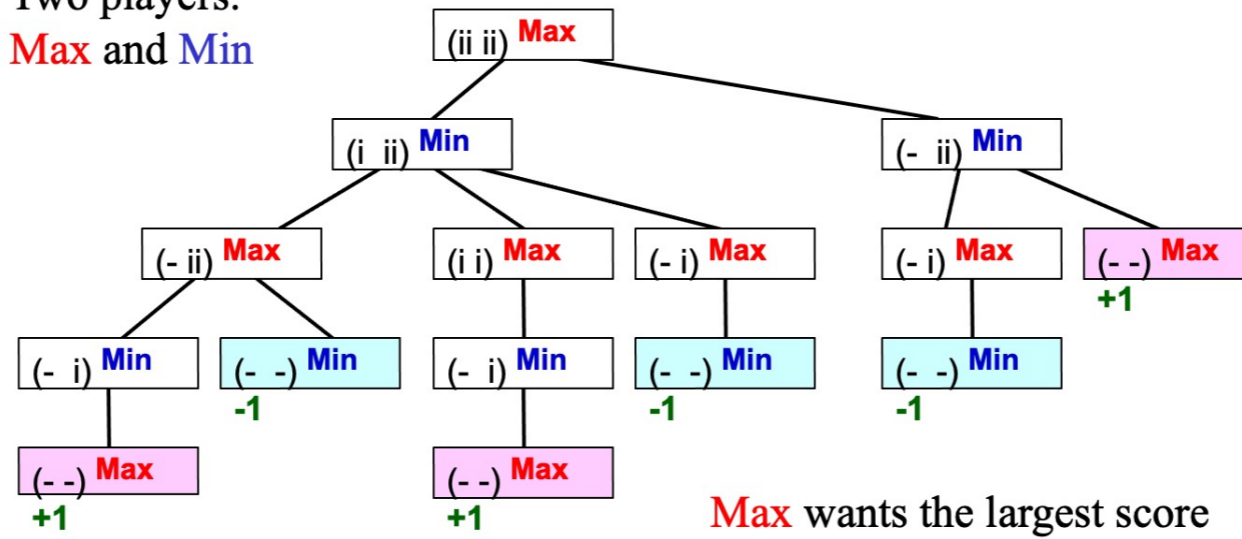 Two players:
Max and Min
(ii ii) Max
(i ii) Min
(- ii) Min
(- ii) Max
(i i) Max
(- i) Max
(- i) Max
(- -) Max
+1
(- i) Min
(- -) Min
-1
(- i) Min
(- -) Min
-1
(- -) Min
-1
(- -) Max
+1
(- -) Max
+1
Max wants the largest score